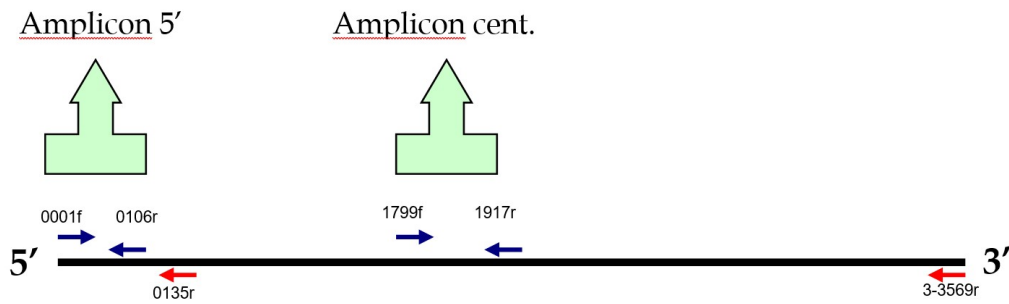 Amplicon 5′ Amplicon cent.
0001f 0106r 1799f 1917r
5′ 3′
0135r 3-3569r